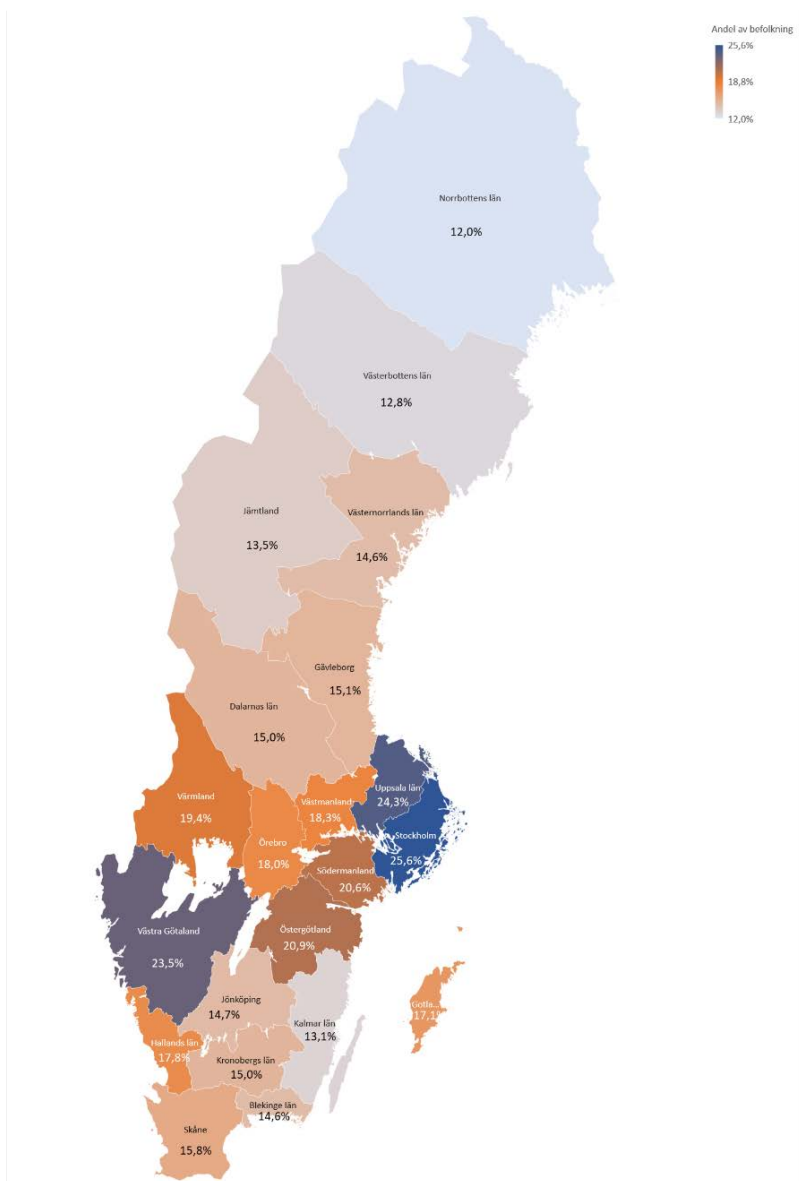 Andel av befolkning
25,6%
18,8%
12,0%
Norrbottens län
12,0%
Västerbottens län
12,8%
Jämtland
13,5%
Västernorrlands län
14,6%
Gävleborg
15,1%
Dalarnas län
15,0%
Uppsala län
24,3%
Värmland
19,4%
Västmanland
18,3%
Stockholm
25,6%
Örebro
18,0%
Södermanland
20,6%
Västra Götaland
23,5%
Östergötland
20,9%
Jönköping
14,7%
Gotla...
17,1%
Kalmar län
13,1%
Hallands län
17,8%
Kronobergs län
15,0%
Blekinge län
14,6%
Skåne
15,8%